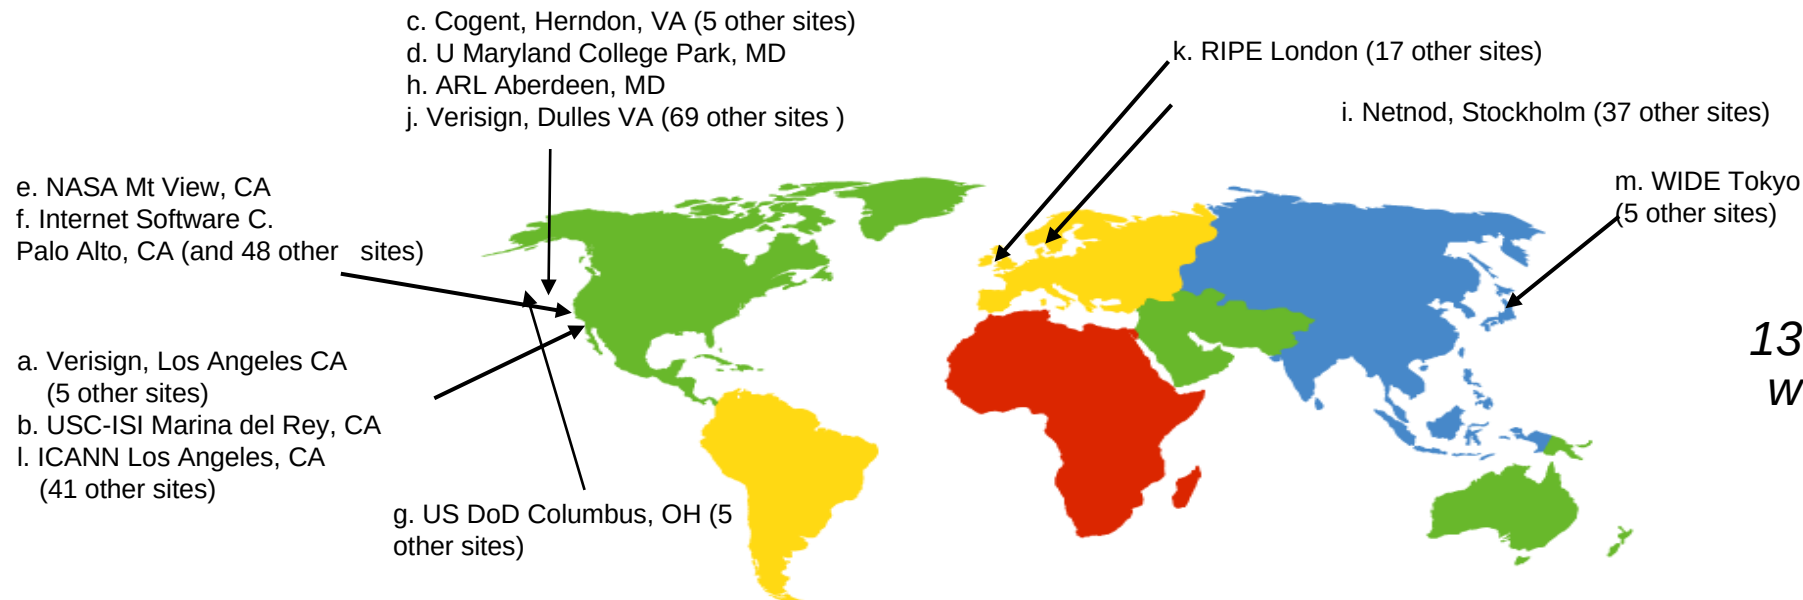 c. Cogent, Herndon, VA (5 other sites)
d. U Maryland College Park, MD
h. ARL Aberdeen, MD
j. Verisign, Dulles VA (69 other sites )
k. RIPE London (17 other sites)
i. Netnod, Stockholm (37 other sites)
m. WIDE Tokyo
(5 other sites)
e. NASA Mt View, CA
f. Internet Software C.
Palo Alto, CA (and 48 other sites)
a. Verisign, Los Angeles CA
(5 other sites)
b. USC-ISI Marina del Rey, CA
l. ICANN Los Angeles, CA
(41 other sites)
g. US DoD Columbus, OH (5
other sites)
13
w